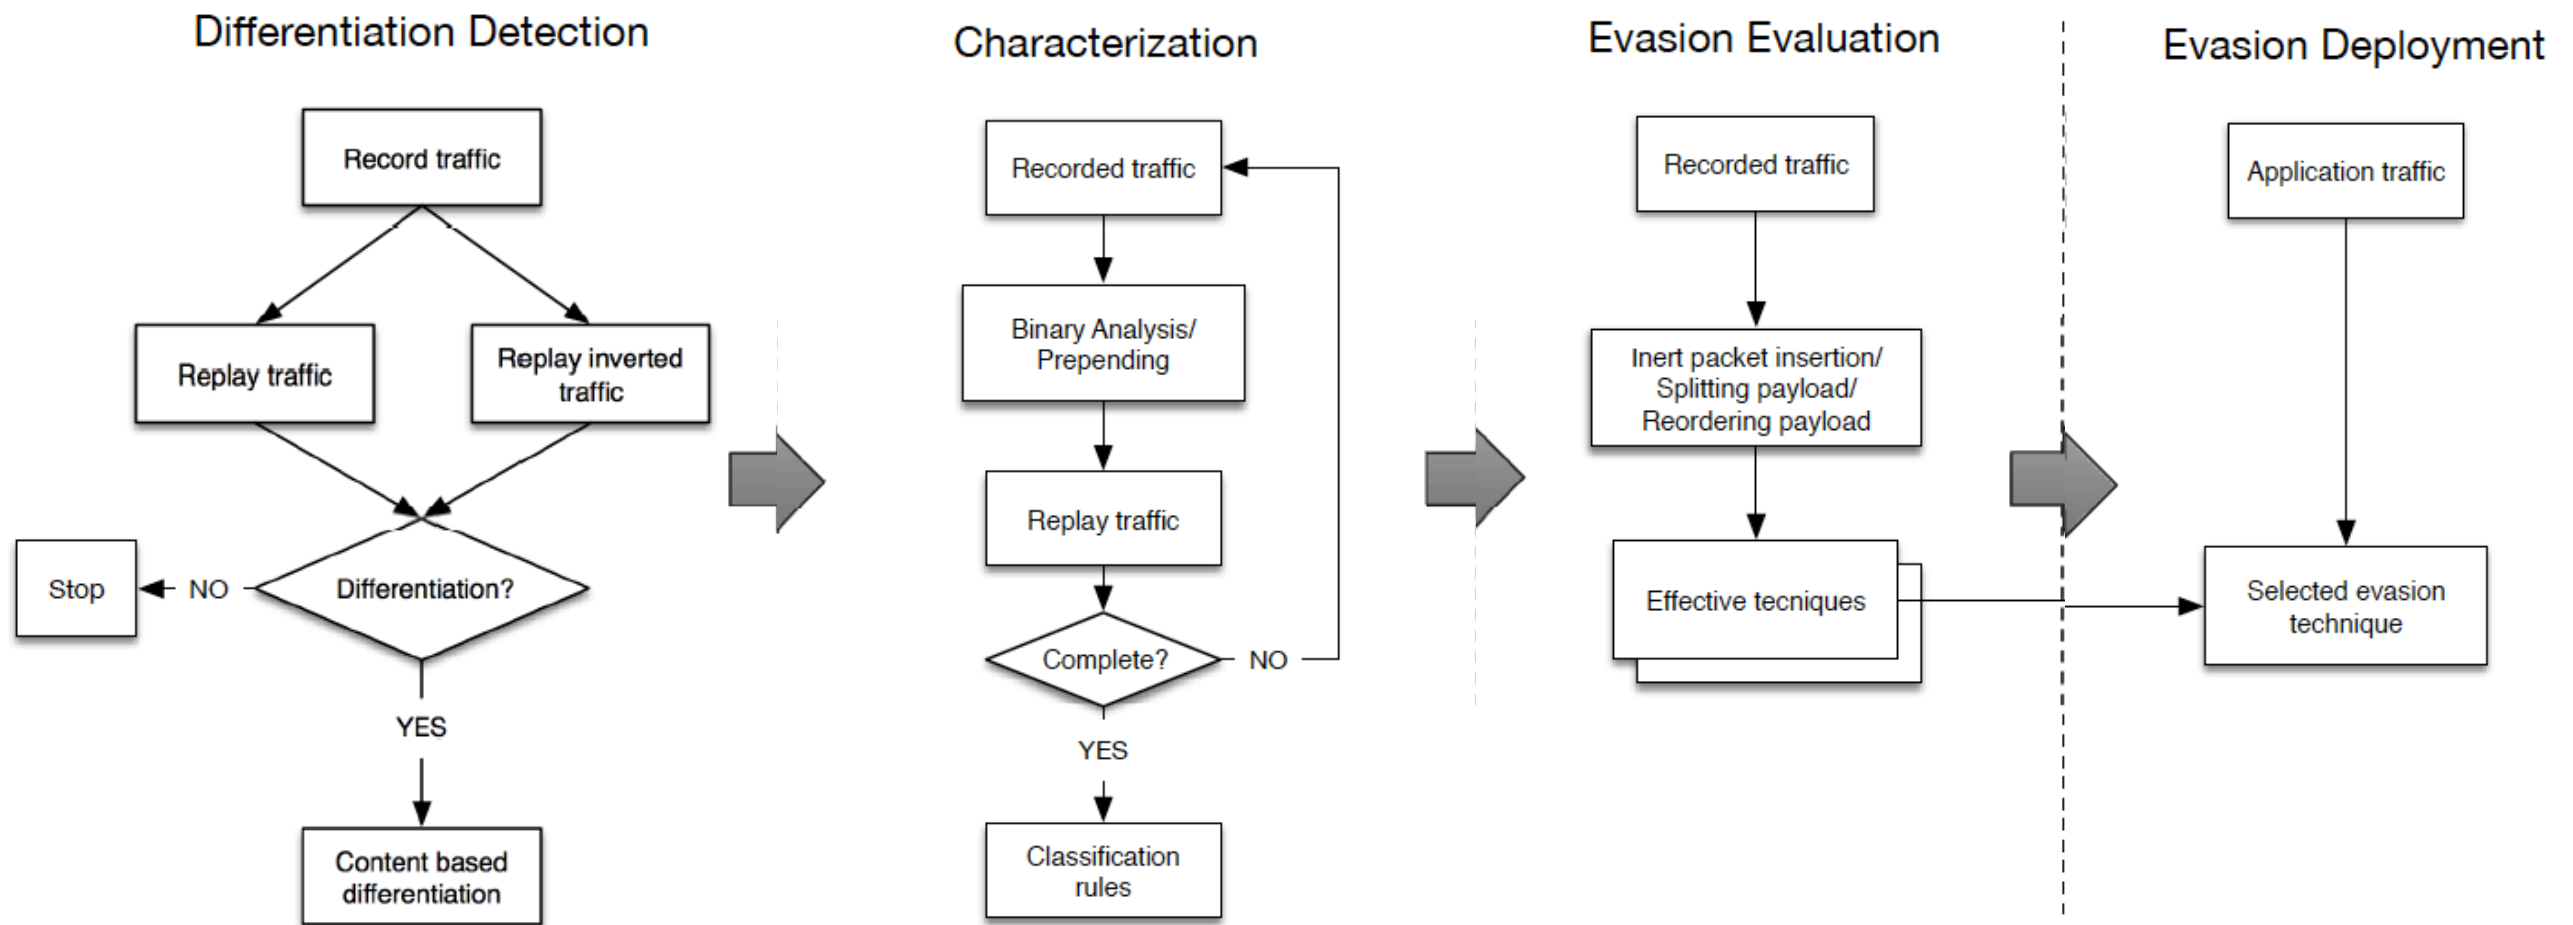 Differentiation Detection
Record traffic
Replay traffic
Replay inverted
traffic
Differentiation?
NO
Stop
YES
Content based
differentiation
Characterization
Recorded traffic
Binary Analysis/
Prepending
Replay traffic
Complete?
NO
YES
Classification
rules
Evasion Evaluation
Recorded traffic
Inert packet insertion/
Splitting payload/
Reordering payload
Effective tecniques
Evasion Deployment
Application traffic
Selected evasion
technique